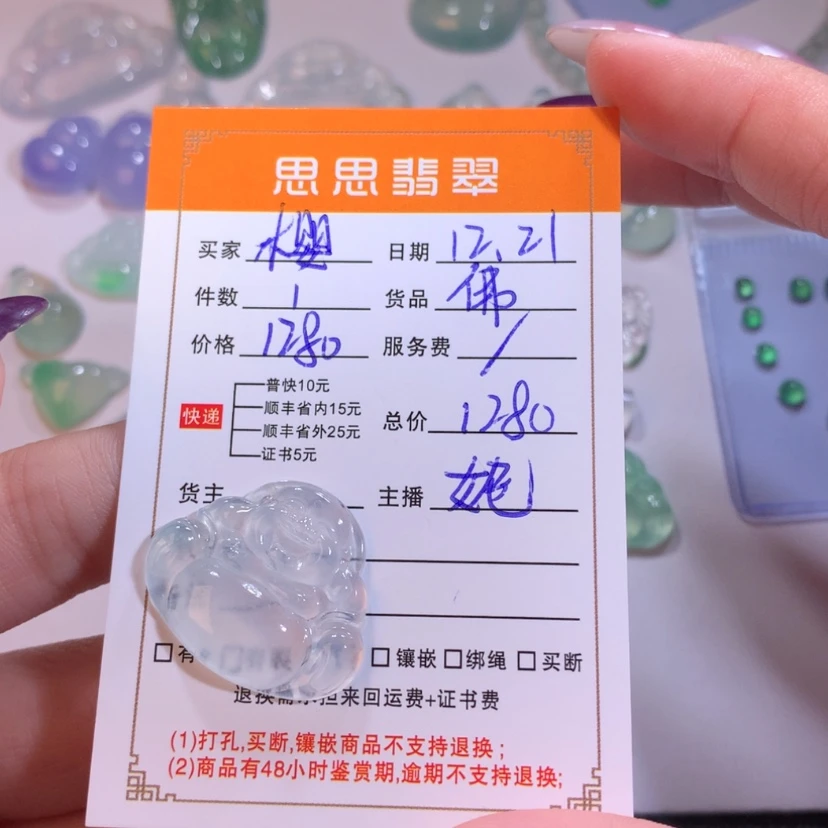 思思翡翠
买家 樱 日期 12.21
件数 1 货品 佛
价格 1280 服务费 /
快递
普快10元
顺丰省内15元
顺丰省外25元
证书5元
总价 1280
货主 主播 婉
有 镶嵌 绑绳 买断
退换需承担来回运费+证书费
(1)打孔,买断,镶嵌商品不支持退换;
(2)商品有48小时鉴赏期,逾期不支持退换;